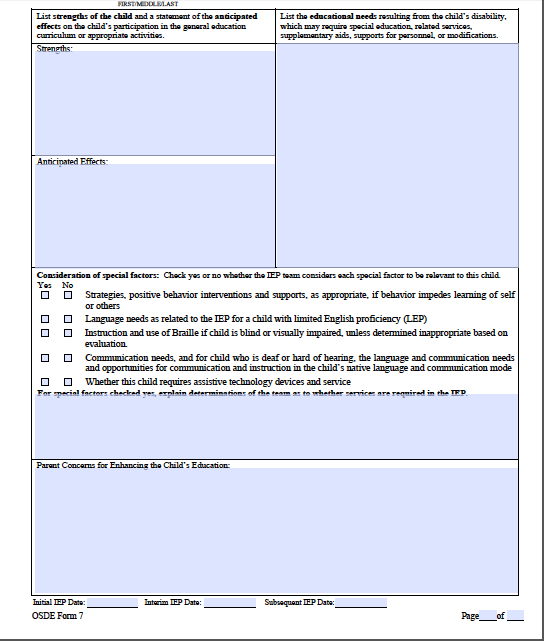 FIRST/MIDDLE/LAST
List strengths of the child and a statement of the anticipated
effects on the child's participation in the general education
curriculum or appropriate activities.
List the educational needs resulting from the child's disability,
which may require special education, related services,
supplementary aids, supports for personnel, or modifications.
Strengths:
Anticipated Effects:
Consideration of special factors: Check yes or no whether the IEP team considers each special factor to be relevant to this child.
Yes No
Strategies, positive behavior interventions and supports, as appropriate, if behavior impedes learning of self
or others
Language needs as related to the IEP for a child with limited English proficiency (LEP)
Instruction and use of Braille if child is blind or visually impaired, unless determined inappropriate based on
evaluation.
Communication needs, and for child who is deaf or hard of hearing, the language and communication needs
and opportunities for communication and instruction in the child's native language and communication mode
Whether this child requires assistive technology devices and service
For special factors checked yes, explain determinations of the team as to whether services are required in the IEP.
Parent Concerns for Enhancing the Child's Education:
Initial IEP Date: Interim IEP Date: Subsequent IEP Date:
OSDE Form 7 Page of